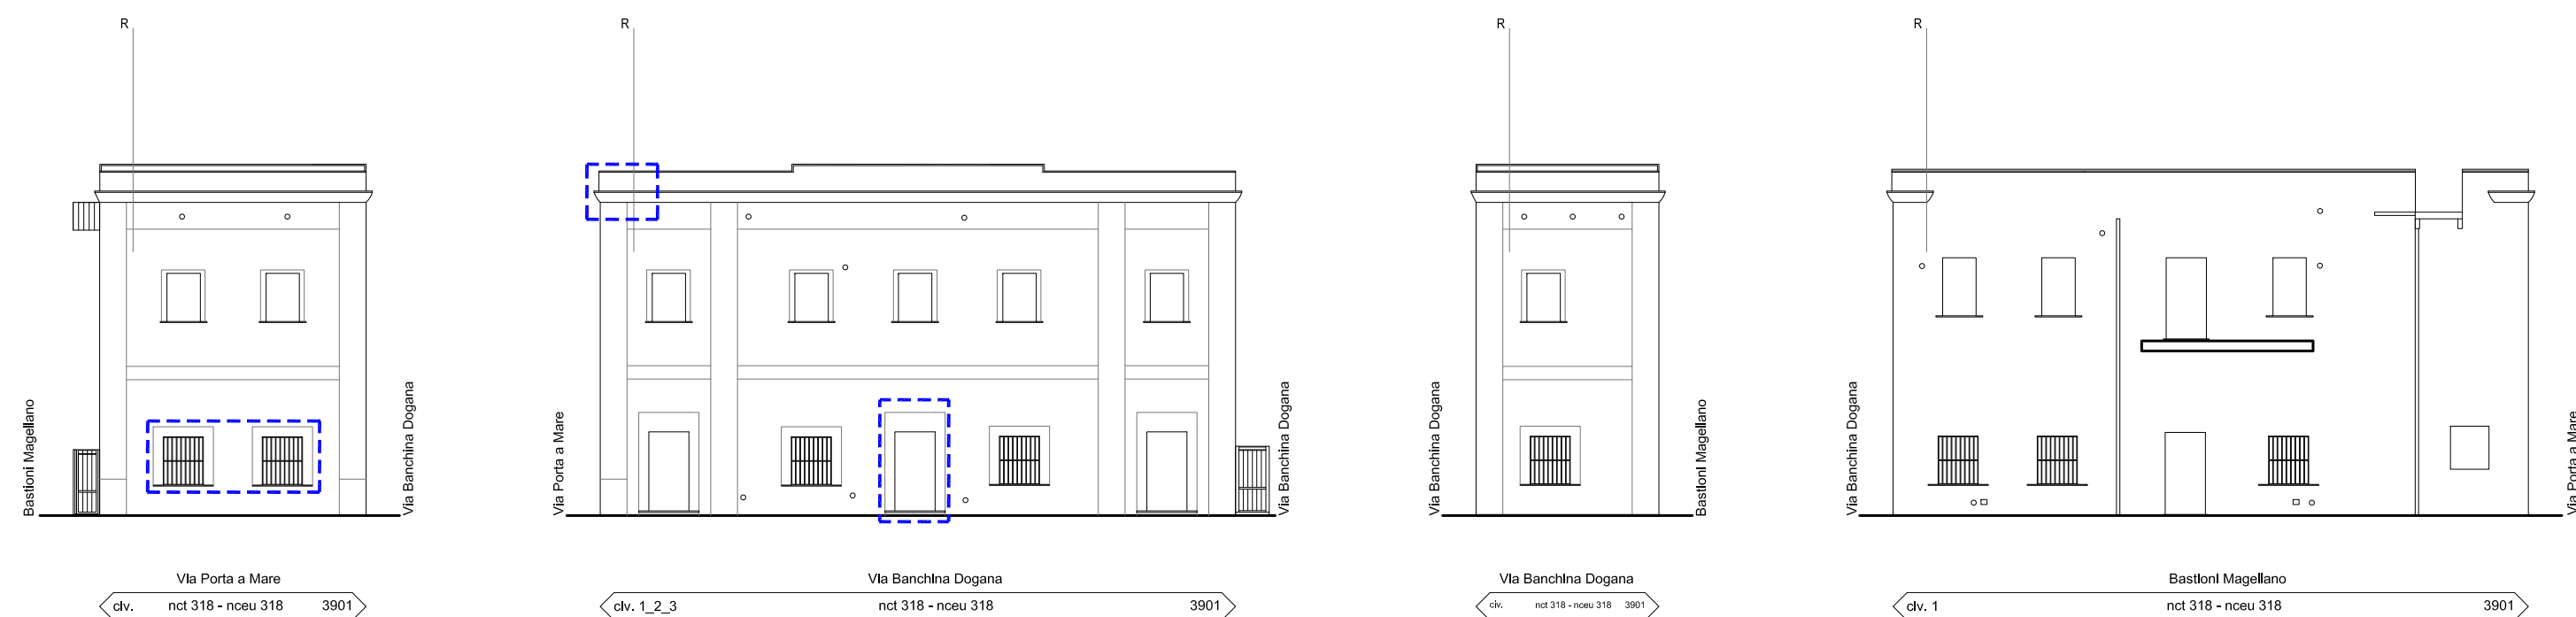 R
R
R
R
Bastioni Magellano
Via Banchina Dogana
Via Porta a Mare
Via Banchina Dogana
Via Banchina Dogana
Bastioni Magellano
Via Banchina Dogana
Via Porta a Mare
Via Porta a Mare
civ. nct 318 - nceu 318 3901
Via Banchina Dogana
civ. 1_2_3 nct 318 - nceu 318 3901
Via Banchina Dogana
civ. nct 318 - nceu 318 3901
Bastioni Magellano
civ. 1 nct 318 - nceu 318 3901